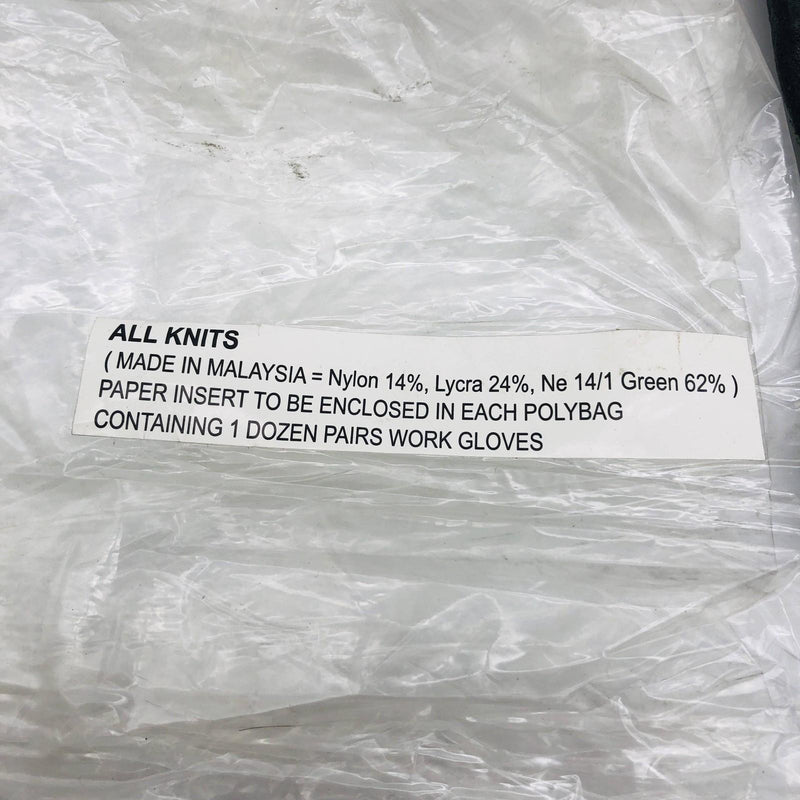 ALL KNITS
( MADE IN MALAYSIA = Nylon 14%, Lycra 24%, Ne 14/1 Green 62% )
PAPER INSERT TO BE ENCLOSED IN EACH POLYBAG
CONTAINING 1 DOZEN PAIRS WORK GLOVES